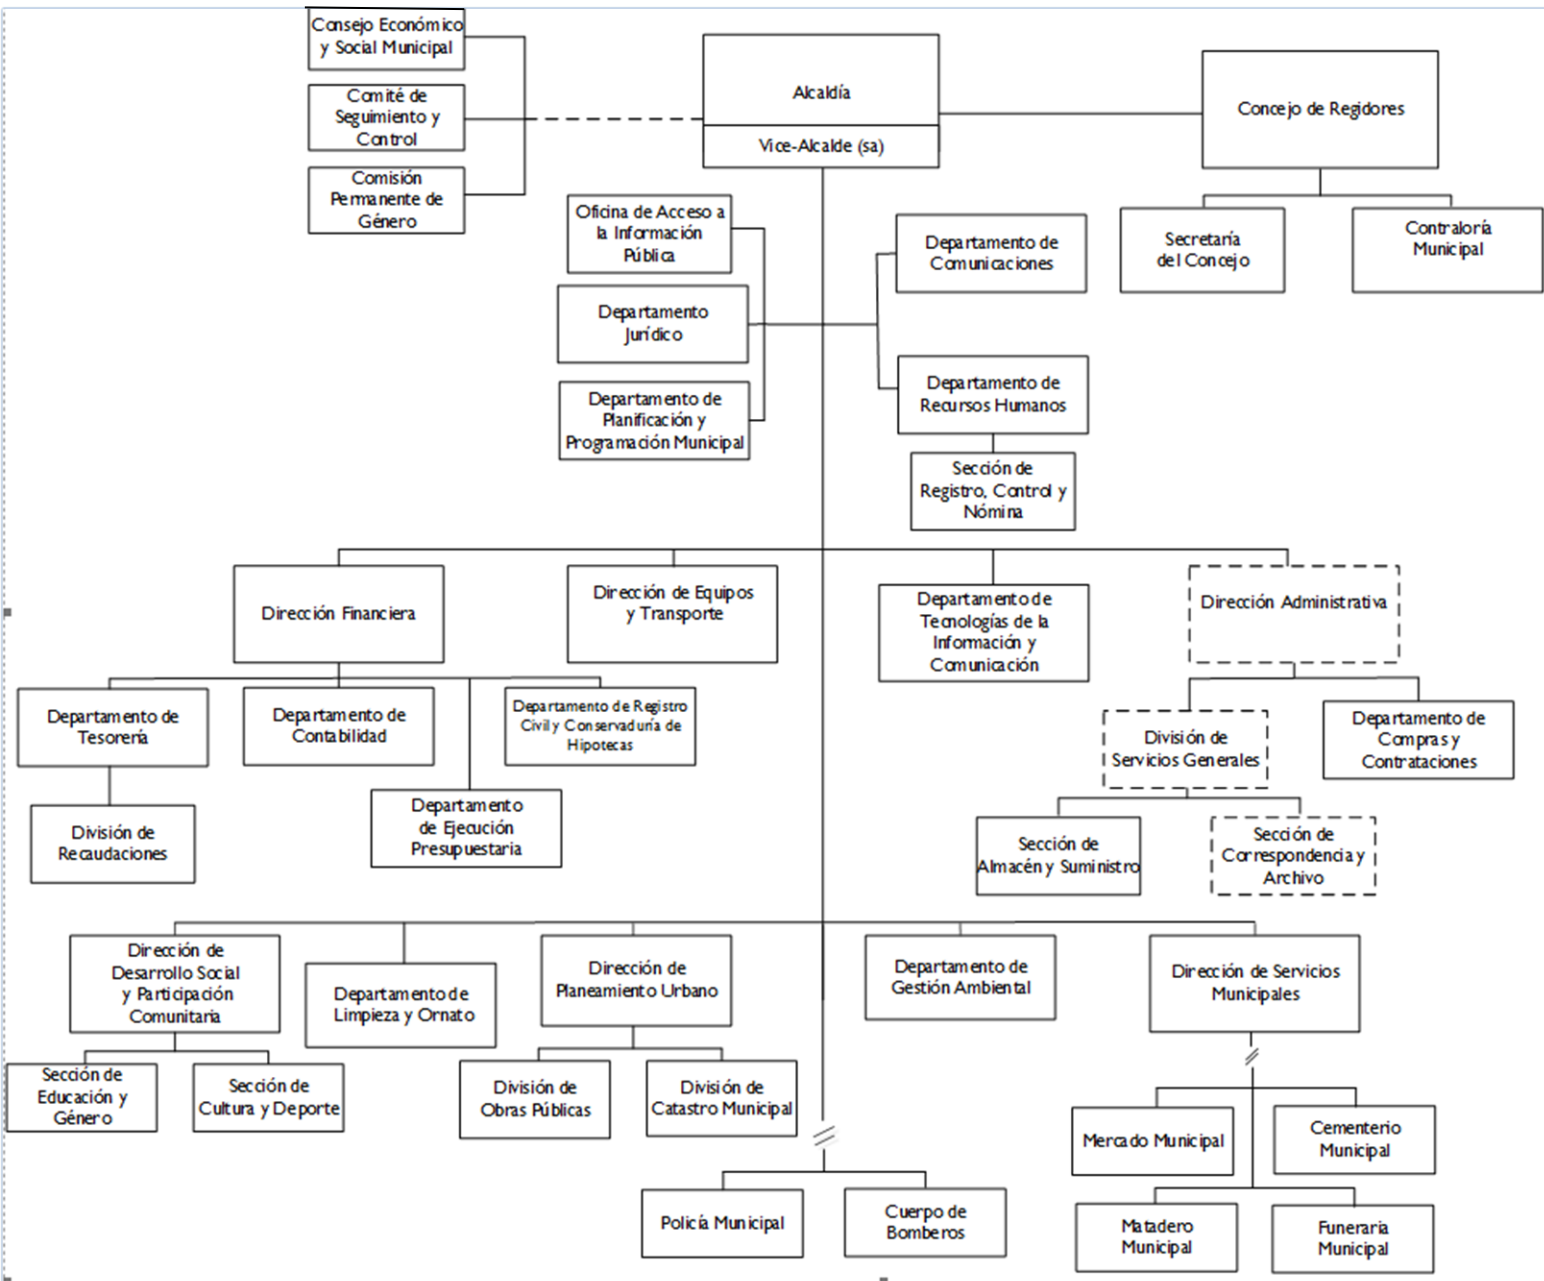 Consejo Económico
y Social Municipal
Comité de
Seguimiento y
Control
Comisión
Permanente de
Género
Alcaldía
Vice-Alcalde (sa)
Concejo de Regidores
Secretaría
del Concejo
Contraloría
Municipal
Oficina de Acceso a
la Información
Pública
Departamento
Jurídico
Departamento de
Planificación y
Programación Municipal
Departamento de
Comunicaciones
Departamento de
Recursos Humanos
Sección de
Registro, Control y
Nómina
Dirección Financiera
Dirección de Equipos
y Transporte
Departamento de
Tecnologías de la
Información y
Comunicación
Dirección Administrativa
Departamento de
Tesorería
Departamento de
Contabilidad
Departamento de Registro
Civil y Conservaduría de
Hipotecas
División de
Servicios Generales
Departamento de
Compras y
Contrataciones
División de
Recaudaciones
Departamento
de Ejecución
Presupuestaria
Sección de
Almacén y Suministro
Sección de
Correspondencia y
Archivo
Dirección de
Desarrollo Social
y Participación
Comunitaria
Departamento de
Limpieza y Ornato
Dirección de
Planeamiento Urbano
Departamento de
Gestión Ambiental
Dirección de Servicios
Municipales
Sección de
Educación y
Género
Sección de
Cultura y Deporte
División de
Obras Públicas
División de
Catastro Municipal
Mercado Municipal
Cementerio
Municipal
Policía Municipal
Cuerpo de
Bomberos
Matadero
Municipal
Funeraria
Municipal